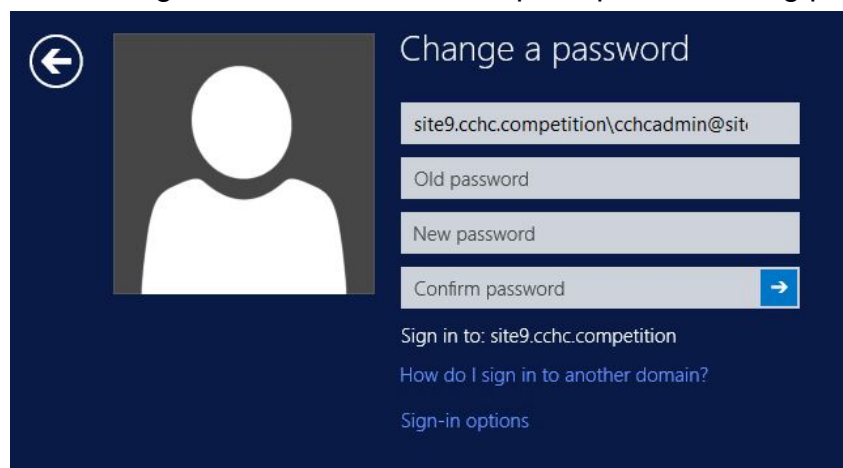 Change a password
site9.cchc.competition\cchcadmin@sit
Old password
New password
Confirm password
Sign in to: site9.cchc.competition
How do I sign in to another domain?
Sign-in options